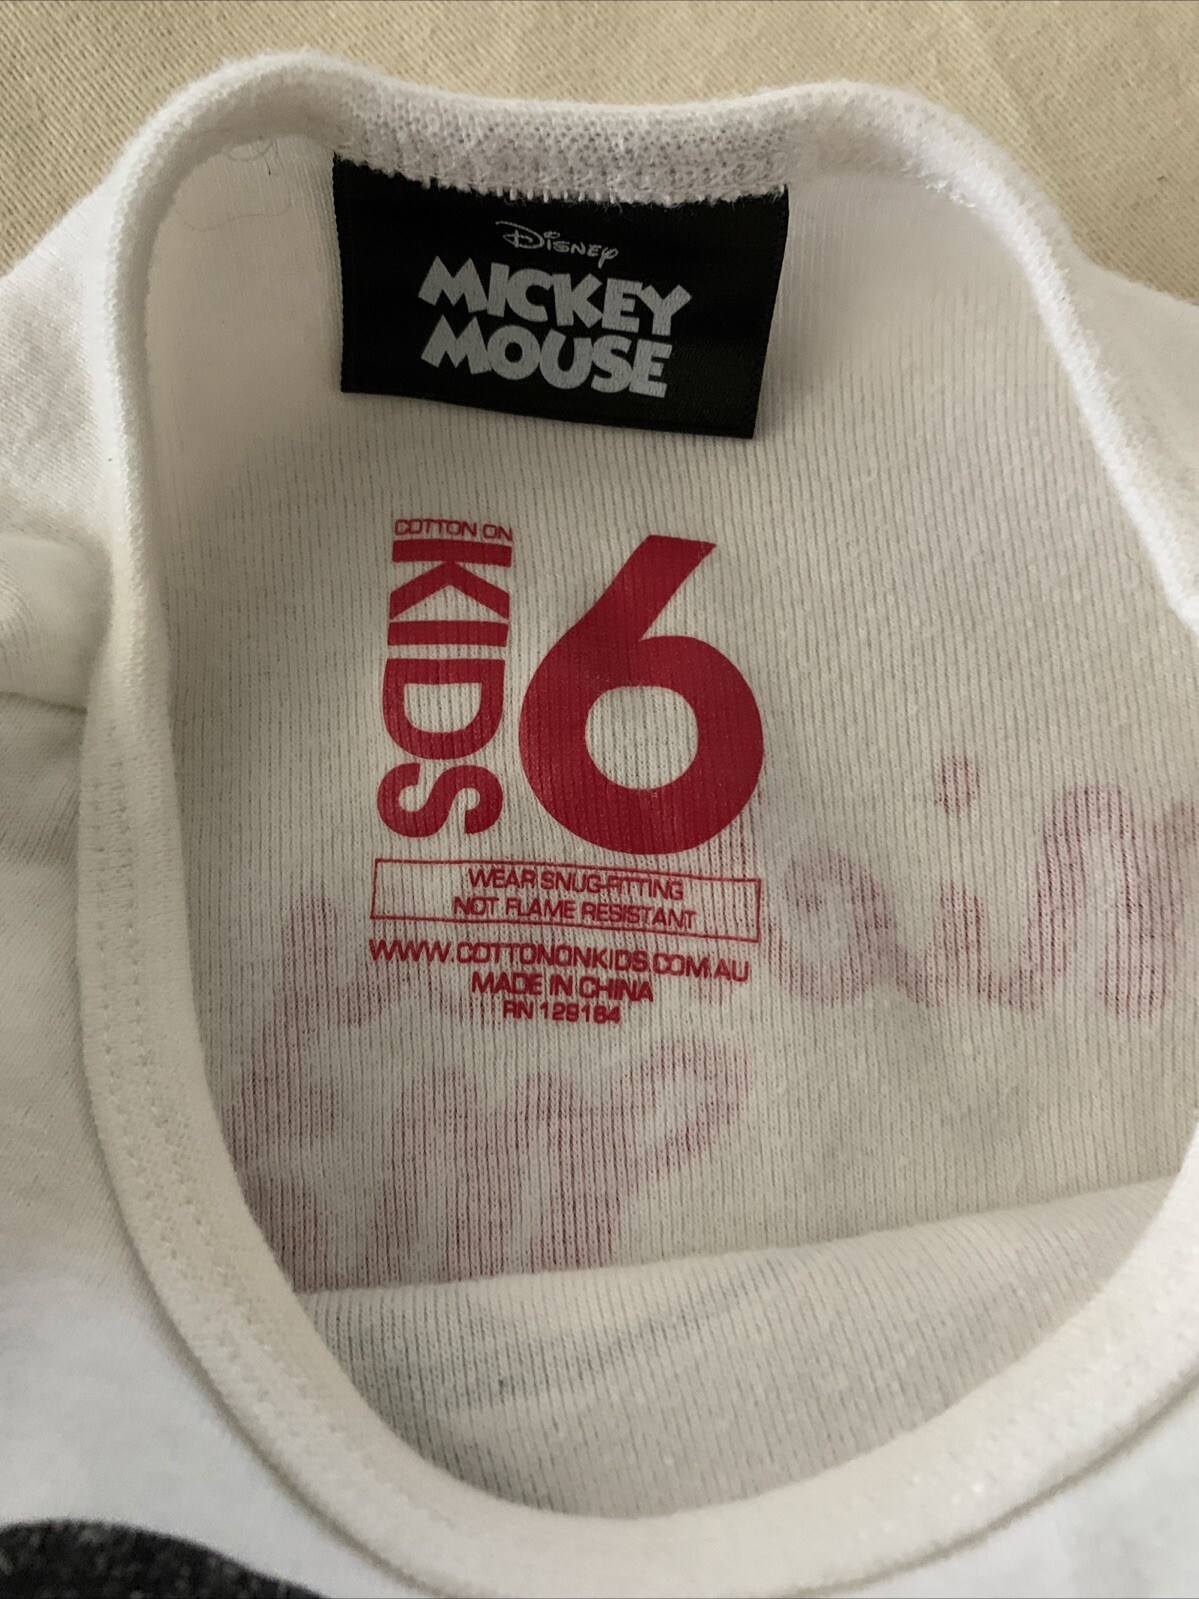 Disney
MICKEY
MOUSE
COTTON ON
KIDS
6
WEAR SNUG-FITTING
NOT FLAME RESISTANT
WWW.COTTONONKIDS.COM.AU
MADE IN CHINA
RN 129184